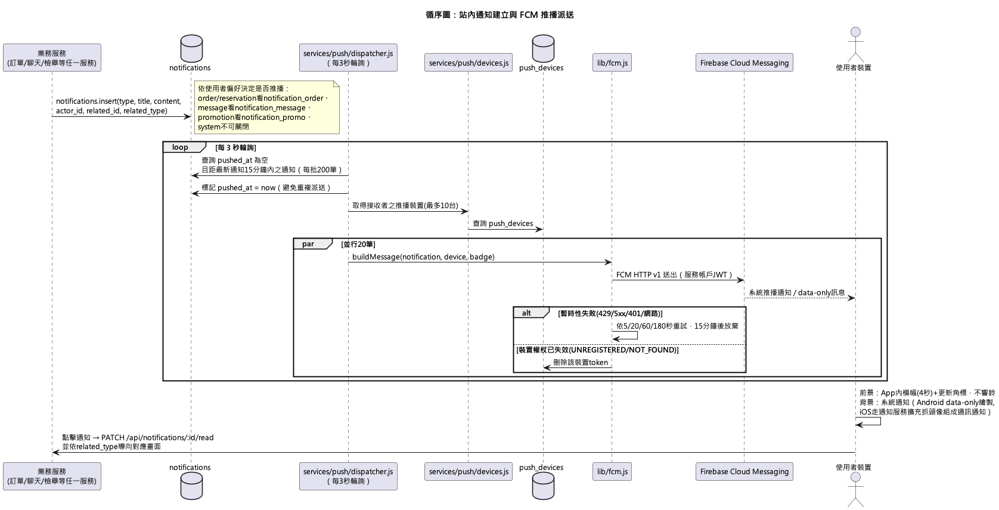 循序圖：站內通知建立與 FCM 推播派送
業務服務
(訂單/聊天/檢舉等任一服務)
notifications
services/push/dispatcher.js
（每3秒輪詢）
services/push/devices.js
push_devices
lib/fcm.js
Firebase Cloud Messaging
使用者裝置
notifications.insert(type, title, content,
actor_id, related_id, related_type)
依使用者偏好決定是否推播：
order/reservation看notification_order、
message看notification_message、
promotion看notification_promo、
system不可關閉
loop [每 3 秒輪詢]
查詢 pushed_at 為空
且距最新通知15分鐘內之通知（每批200筆）
標記 pushed_at = now（避免重複派送）
取得接收者之推播裝置(最多10台)
查詢 push_devices
par [並行20筆]
buildMessage(notification, device, badge)
FCM HTTP v1 送出（服務帳戶JWT）
系統推播通知 / data-only訊息
alt [暫時性失敗(429/5xx/401/網路)]
依5/20/60/180秒重試，15分鐘後放棄
[裝置權杖已失效(UNREGISTERED/NOT_FOUND)]
刪除該裝置token
前景：App內橫幅(4秒)+更新角標，不響鈴
背景：系統通知（Android data-only繪製,
iOS走通知服務擴充抓頭像組成通訊通知）
點擊通知 → PATCH /api/notifications/:id/read
並依related_type導向對應畫面
業務服務
(訂單/聊天/檢舉等任一服務)
notifications
services/push/dispatcher.js
（每3秒輪詢）
services/push/devices.js
push_devices
lib/fcm.js
Firebase Cloud Messaging
使用者裝置